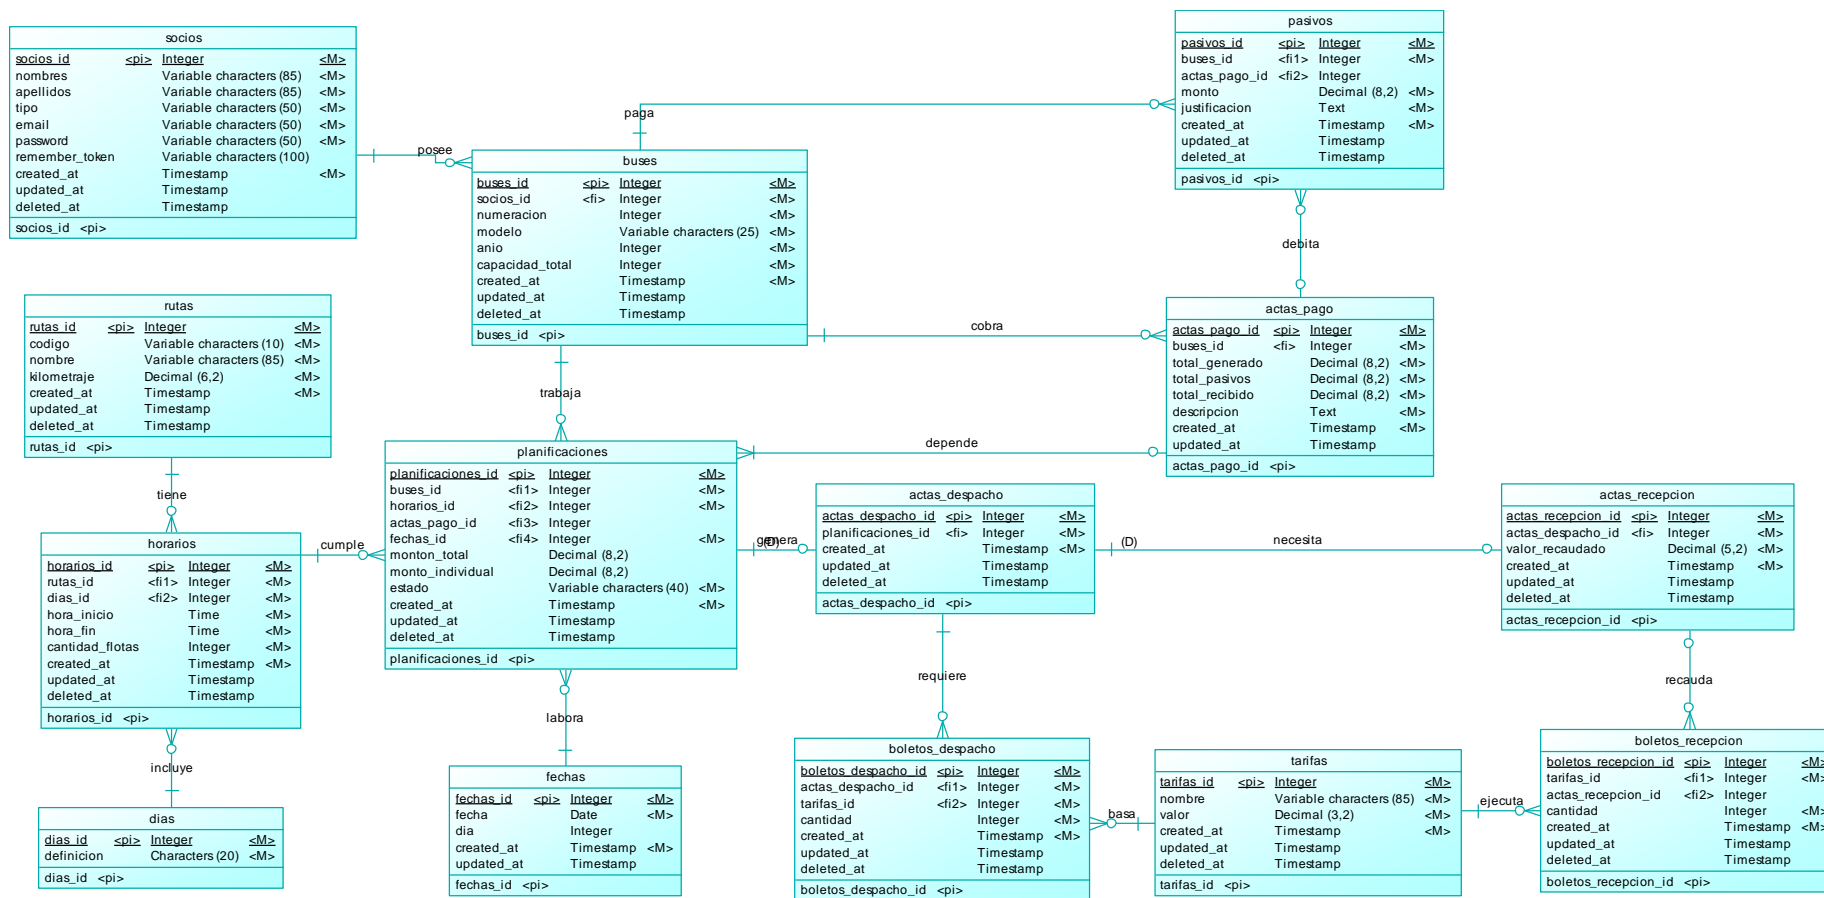 socios
socios_id <pi> Integer <M>
nombres Variable characters (85) <M>
apellidos Variable characters (85) <M>
tipo Variable characters (50) <M>
email Variable characters (50) <M>
password Variable characters (50) <M>
remember_token Variable characters (100)
created_at Timestamp <M>
updated_at Timestamp
deleted_at Timestamp
socios_id <pi>
posee
paga
buses
buses_id <pi> Integer <M>
socios_id <fi> Integer <M>
numeracion Integer <M>
modelo Variable characters (25) <M>
anio Integer <M>
capacidad_total Integer <M>
created_at Timestamp <M>
updated_at Timestamp
deleted_at Timestamp
buses_id <pi>
pasivos
pasivos_id <pi> Integer <M>
buses_id <fi1> Integer <M>
actas_pago_id <fi2> Integer
monto Decimal (8,2) <M>
justificacion Text <M>
created_at Timestamp <M>
updated_at Timestamp
deleted_at Timestamp
pasivos_id <pi>
debita
cobra
actas_pago
actas_pago_id <pi> Integer <M>
buses_id <fi> Integer <M>
total_generado Decimal (8,2) <M>
total_pasivos Decimal (8,2) <M>
total_recibido Decimal (8,2) <M>
descripcion Text <M>
created_at Timestamp <M>
updated_at Timestamp
actas_pago_id <pi>
rutas
rutas_id <pi> Integer <M>
codigo Variable characters (10) <M>
nombre Variable characters (85) <M>
kilometraje Decimal (6,2) <M>
created_at Timestamp <M>
updated_at Timestamp
deleted_at Timestamp
rutas_id <pi>
tiene
trabaja
depende
planificaciones
planificaciones_id <pi> Integer <M>
buses_id <fi1> Integer <M>
horarios_id <fi2> Integer <M>
actas_pago_id <fi3> Integer
fechas_id <fi4> Integer <M>
monton_total Decimal (8,2)
monto_individual Decimal (8,2)
estado Variable characters (40) <M>
created_at Timestamp <M>
updated_at Timestamp
deleted_at Timestamp
planificaciones_id <pi>
horarios
horarios_id <pi> Integer <M>
rutas_id <fi1> Integer <M>
dias_id <fi2> Integer <M>
hora_inicio Time <M>
hora_fin Time <M>
cantidad_flotas Integer <M>
created_at Timestamp <M>
updated_at Timestamp
deleted_at Timestamp
horarios_id <pi>
cumple
genera
(D)
actas_despacho
actas_despacho_id <pi> Integer <M>
planificaciones_id <fi> Integer <M>
created_at Timestamp <M>
updated_at Timestamp
deleted_at Timestamp
actas_despacho_id <pi>
(D)
necesita
actas_recepcion
actas_recepcion_id <pi> Integer <M>
actas_despacho_id <fi> Integer <M>
valor_recaudado Decimal (5,2) <M>
created_at Timestamp <M>
updated_at Timestamp
deleted_at Timestamp
actas_recepcion_id <pi>
requiere
recauda
labora
incluye
dias
dias_id <pi> Integer <M>
definicion Characters (20) <M>
dias_id <pi>
fechas
fechas_id <pi> Integer <M>
fecha Date <M>
dia Integer
created_at Timestamp <M>
updated_at Timestamp
fechas_id <pi>
boletos_despacho
boletos_despacho_id <pi> Integer <M>
actas_despacho_id <fi1> Integer <M>
tarifas_id <fi2> Integer <M>
cantidad Integer <M>
created_at Timestamp <M>
updated_at Timestamp
deleted_at Timestamp
boletos_despacho_id <pi>
basa
tarifas
tarifas_id <pi> Integer <M>
nombre Variable characters (85) <M>
valor Decimal (3,2) <M>
created_at Timestamp <M>
updated_at Timestamp
deleted_at Timestamp
tarifas_id <pi>
ejecuta
boletos_recepcion
boletos_recepcion_id <pi> Integer <M>
tarifas_id <fi1> Integer <M>
actas_recepcion_id <fi2> Integer
cantidad Integer <M>
created_at Timestamp <M>
updated_at Timestamp
deleted_at Timestamp
boletos_recepcion_id <pi>